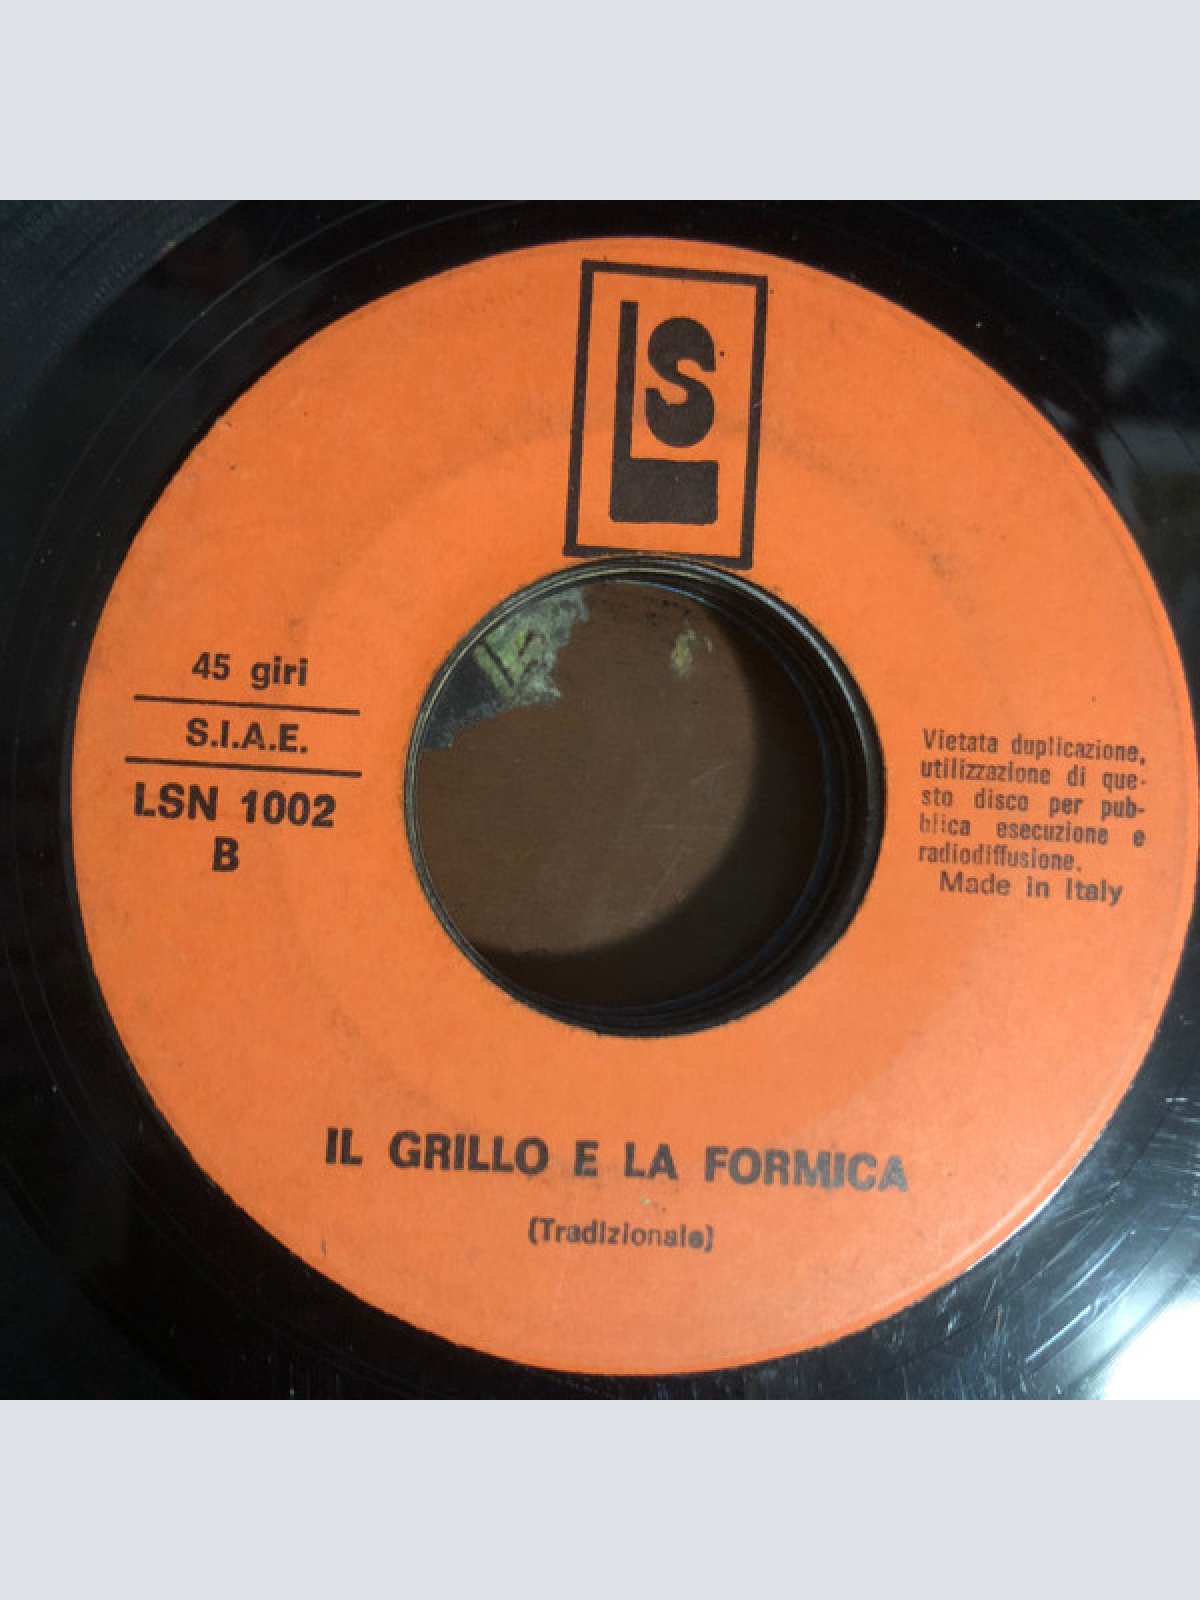 LS
45 giri
S.I.A.E.
LSN 1002
B
Vietata duplicazione,
utilizzazione di que-
sto disco per pub-
blica esecuzione e
radiodiffusione.
Made in Italy
IL GRILLO E LA FORMICA
(Tradizionale)